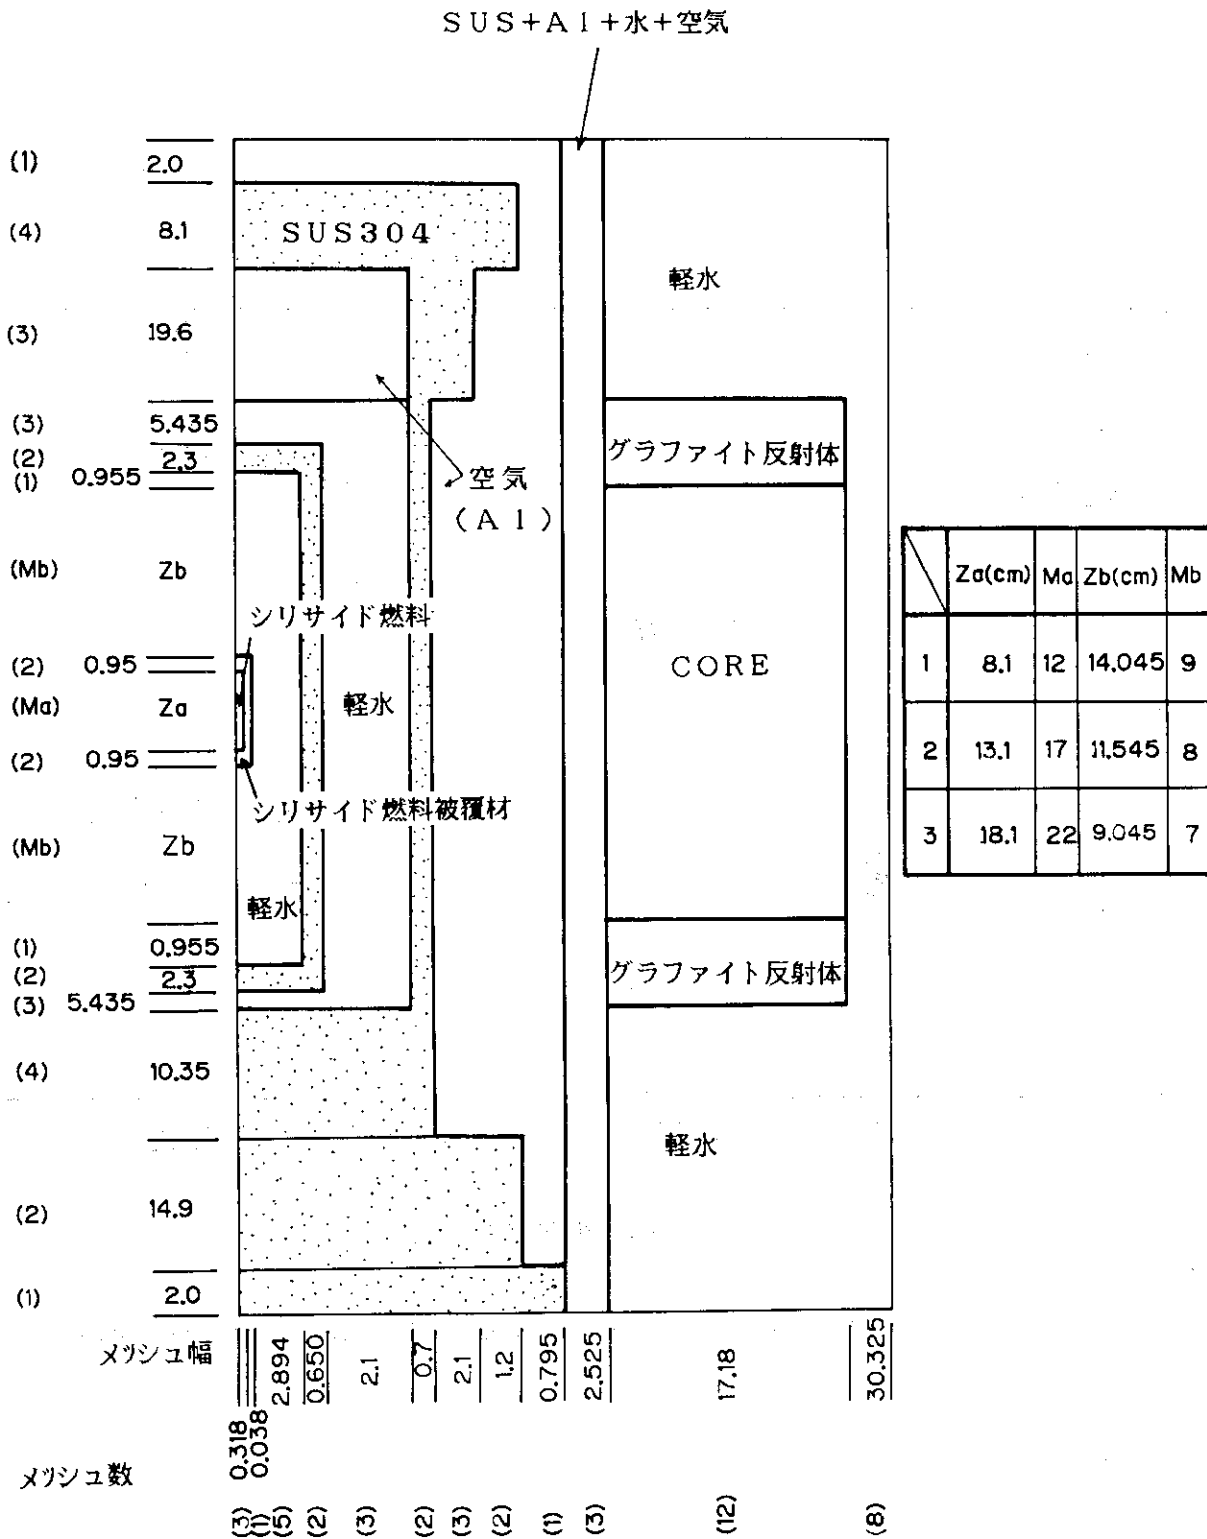 SUS+Al+水+空気
(1) 2.0
(4) 8.1 SUS304
軽水
(3) 19.6
(3) 5.435
グラファイト反射体
(2) 2.3
(1) 0.955
空気
(Al)
(Mb) Zb
シリサイド燃料
(2) 0.95
CORE
(Ma) Za 軽水
(2) 0.95
シリサイド燃料被覆材
(Mb) Zb
軽水
(1) 0.955
(2) 2.3
グラファイト反射体
(3) 5.435
(4) 10.35
軽水
(2) 14.9
(1) 2.0
Za(cm) Ma Zb(cm) Mb
1 8.1 12 14.045 9
2 13.1 17 11.545 8
3 18.1 22 9.045 7
メッシュ幅 0.318 0.038 2.894 0.650 2.1 0.7 2.1 1.2 0.795 2.525 17.18 30.325
メッシュ数 (3) (1) (5) (2) (3) (2) (3) (2) (1) (3) (12) (8)